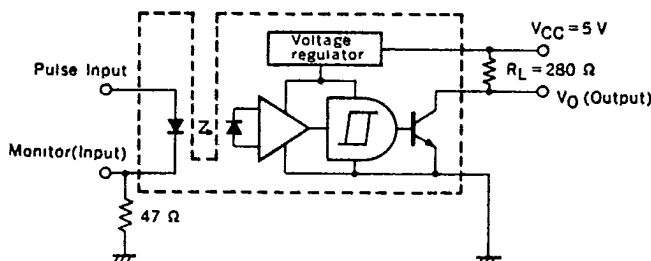 Voltage
regulator
VCC = 5 V
Pulse Input
RL = 280 Ω
VO (Output)
Monitor(Input)
47 Ω